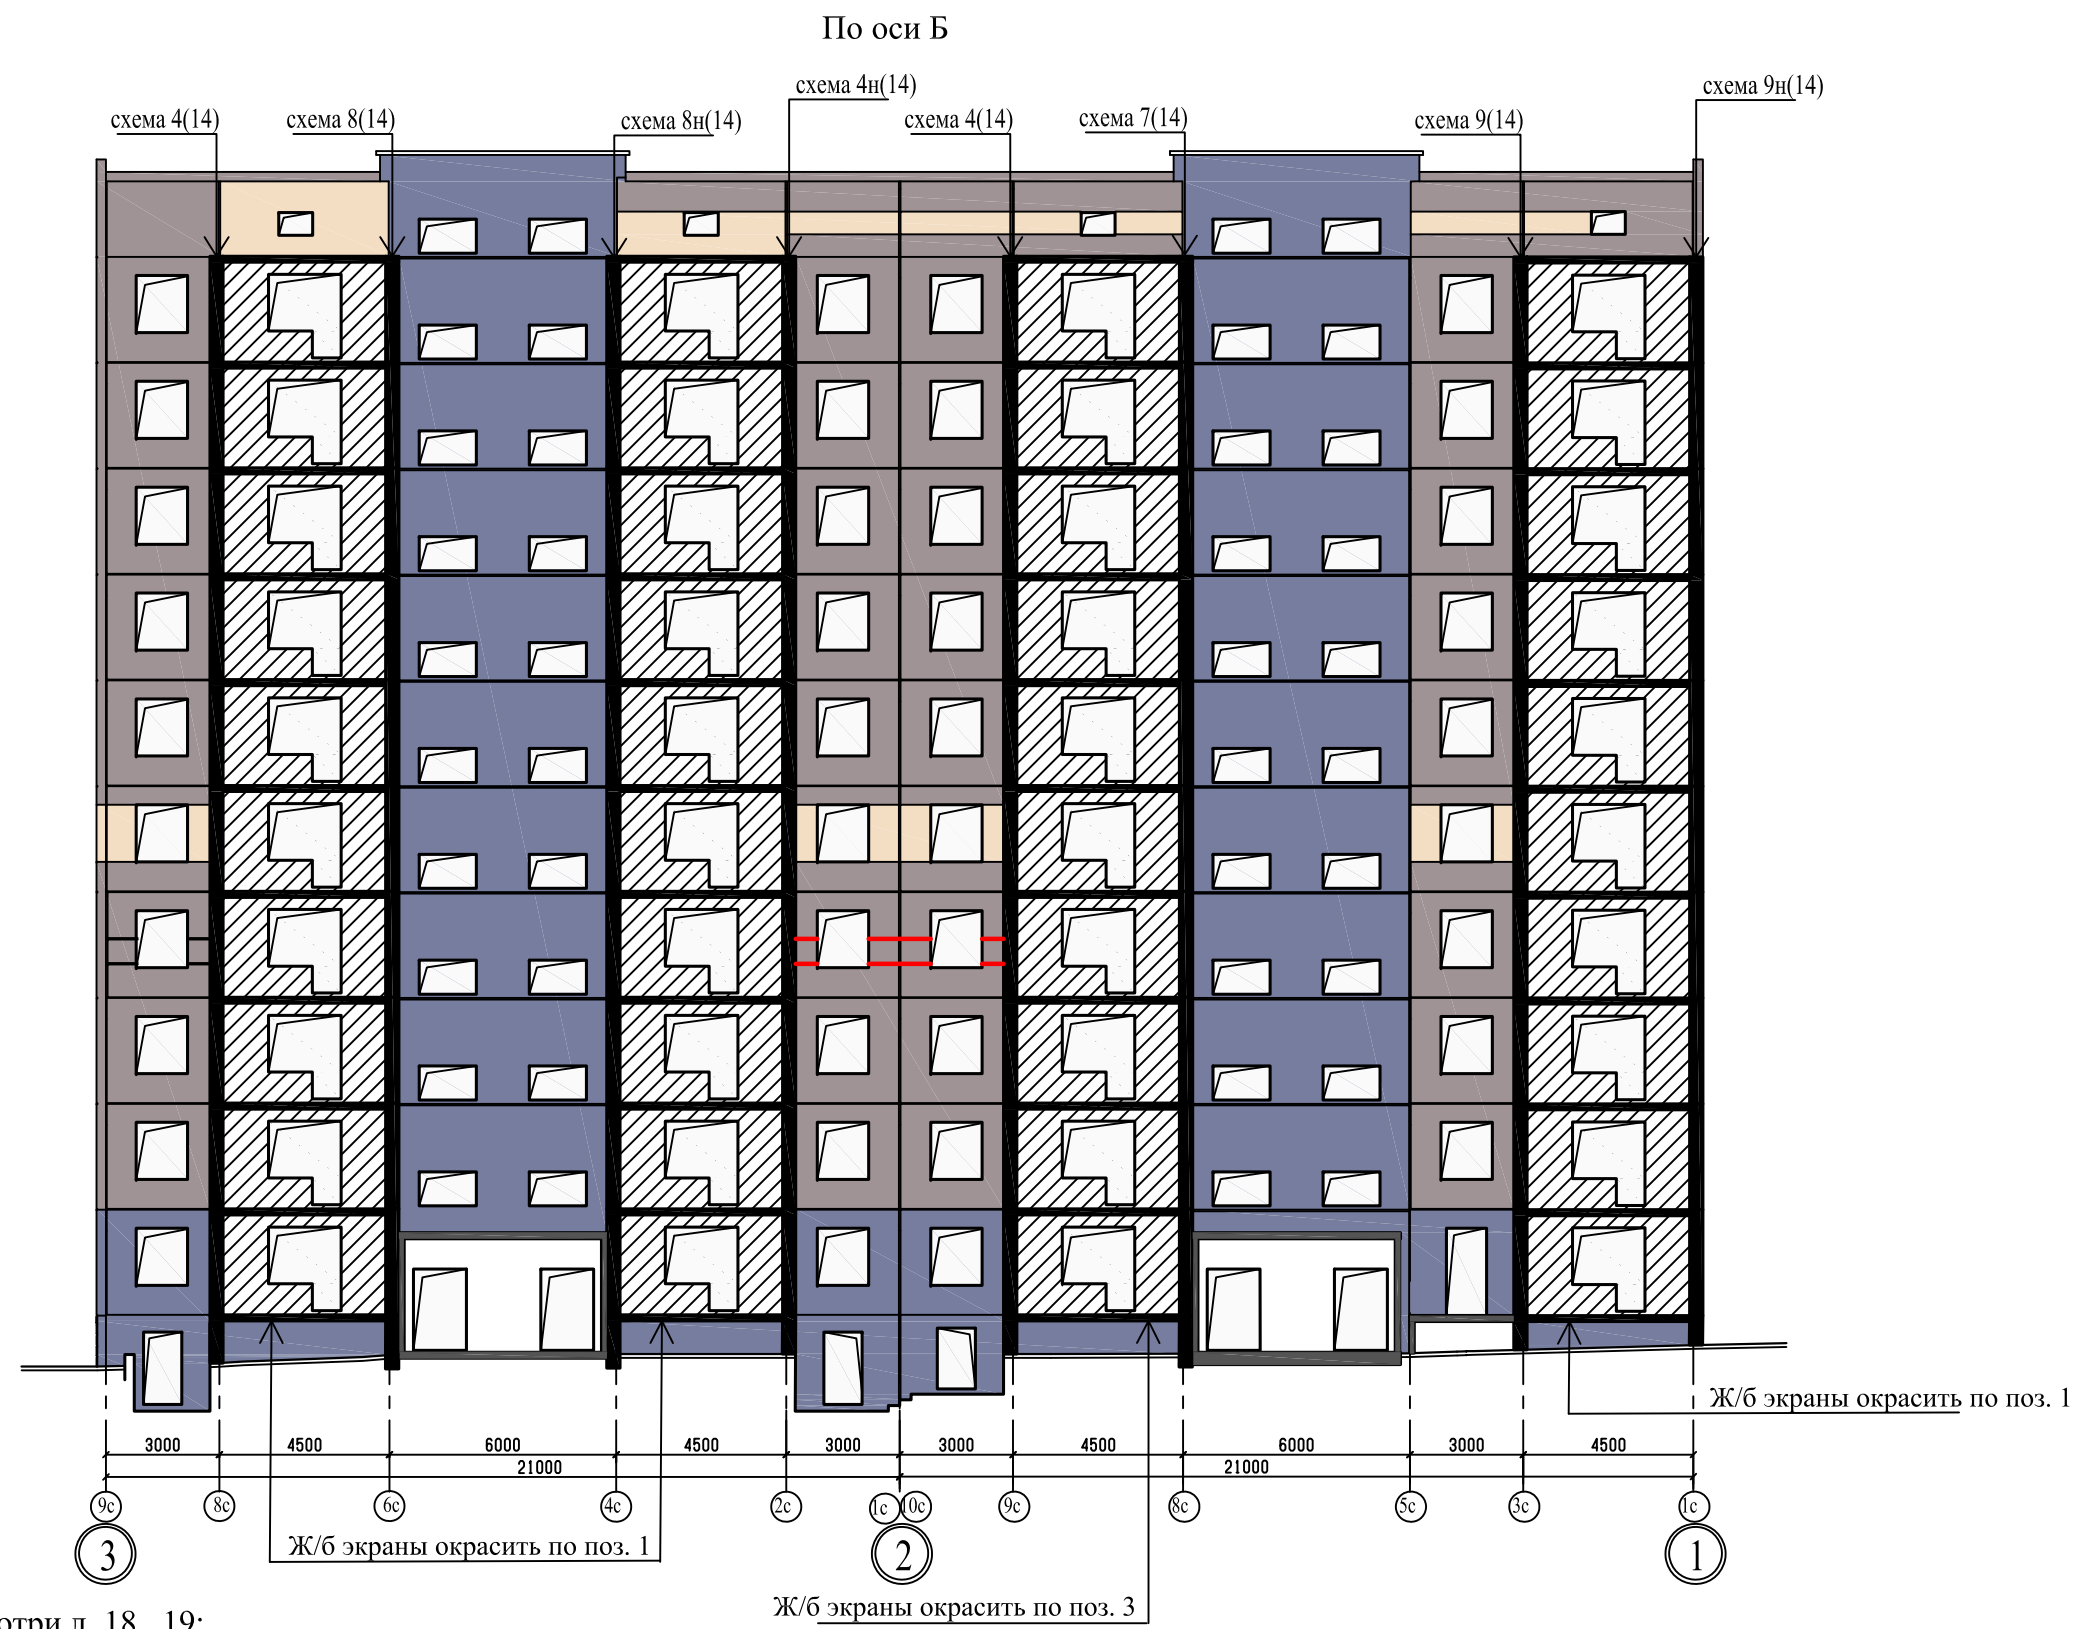 По оси Б
схема 4н(14)
схема 9н(14)
схема 4(14)
схема 8(14)
схема 8н(14)
схема 4(14)
схема 7(14)
схема 9(14)
Ж/б экраны окрасить по поз. 1
3000 4500 6000 4500 3000 3000 4500 6000 3000 4500
21000 21000
9с 8с 6с 4с 2с 1с 10с 9с 8с 5с 3с 1с
3 2 1
Ж/б экраны окрасить по поз. 1
Ж/б экраны окрасить по поз. 3
отри л. 18...19: